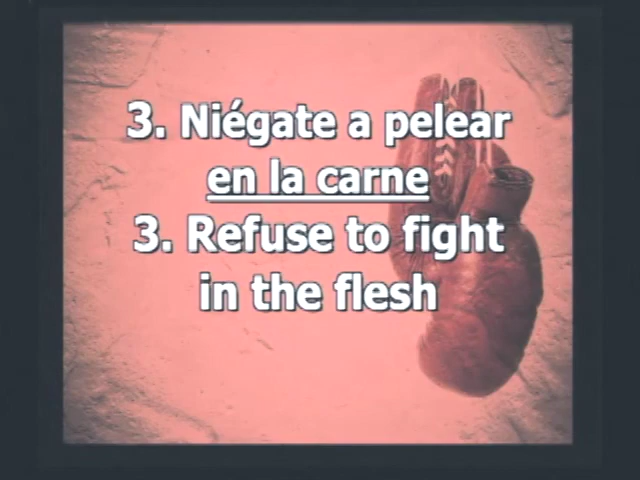 3. Niégate a pelear
en la carne
3. Refuse to fight
in the flesh